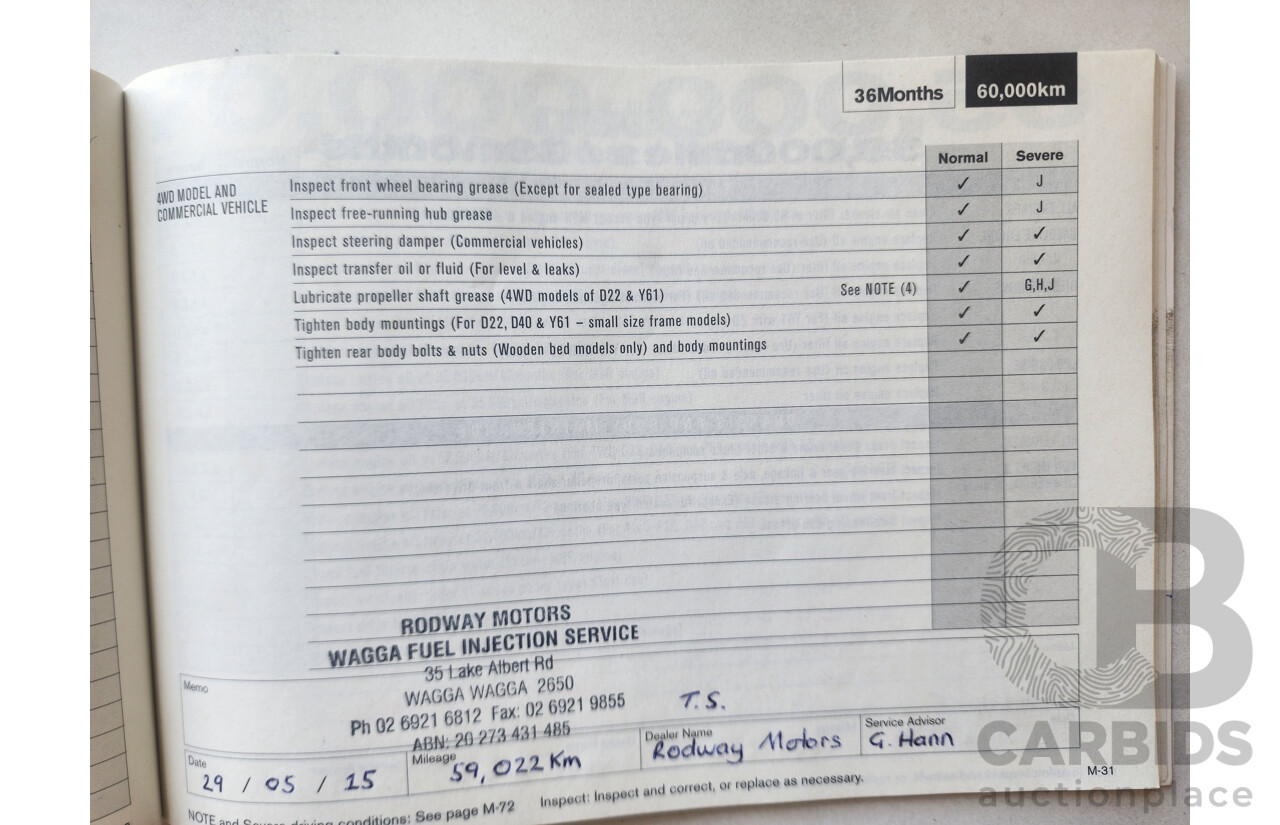 36Months 60,000km
Normal Severe
4WD MODEL AND
COMMERCIAL VEHICLE
Inspect front wheel bearing grease (Except for sealed type bearing) ✓ J
Inspect free-running hub grease ✓ J
Inspect steering damper (Commercial vehicles) ✓ ✓
Inspect transfer oil or fluid (For level & leaks) ✓ ✓
Lubricate propeller shaft grease (4WD models of D22 & Y61) See NOTE (4) ✓ G,H,J
Tighten body mountings (For D22, D40 & Y61 – small size frame models) ✓ ✓
Tighten rear body bolts & nuts (Wooden bed models only) and body mountings ✓ ✓
RODWAY MOTORS
WAGGA FUEL INJECTION SERVICE
35 Lake Albert Rd
WAGGA WAGGA 2650
Ph 02 6921 6812 Fax: 02 6921 9855
ABN: 20 273 431 485
Memo
T.S.
Date
29 / 05 / 15
Mileage
59,022 Km
Dealer Name
Rodway Motors
Service Advisor
G. Hann
NOTE and Severe driving conditions: See page M-72 Inspect: Inspect and correct, or replace as necessary.
M-31
CB
CARBIDS
auctionplace